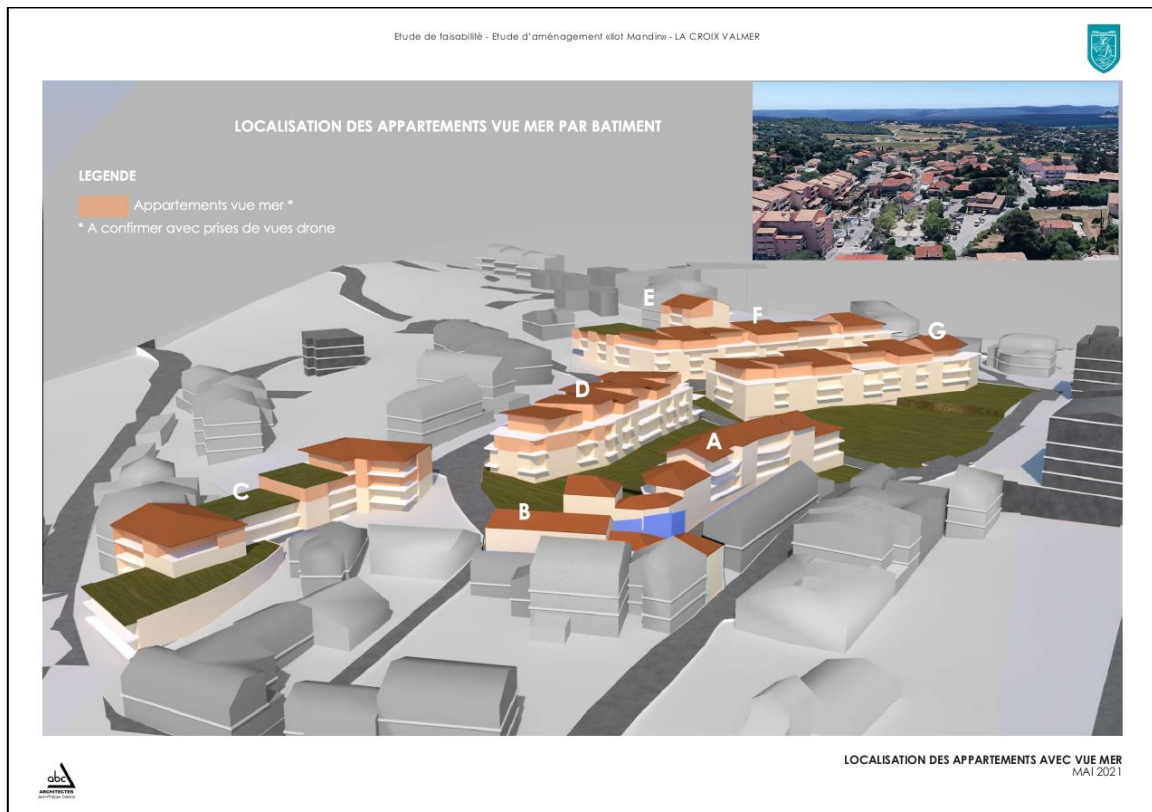 Etude de faisabilité - Etude d'aménagement «Ilot Mandin» - LA CROIX VALMER
LOCALISATION DES APPARTEMENTS VUE MER PAR BATIMENT
LEGENDE
Appartements vue mer *
* A confirmer avec prises de vues drone
E
F
G
D
A
C
B
LOCALISATION DES APPARTEMENTS AVEC VUE MER
MAI 2021
abc
ARCHITECTES